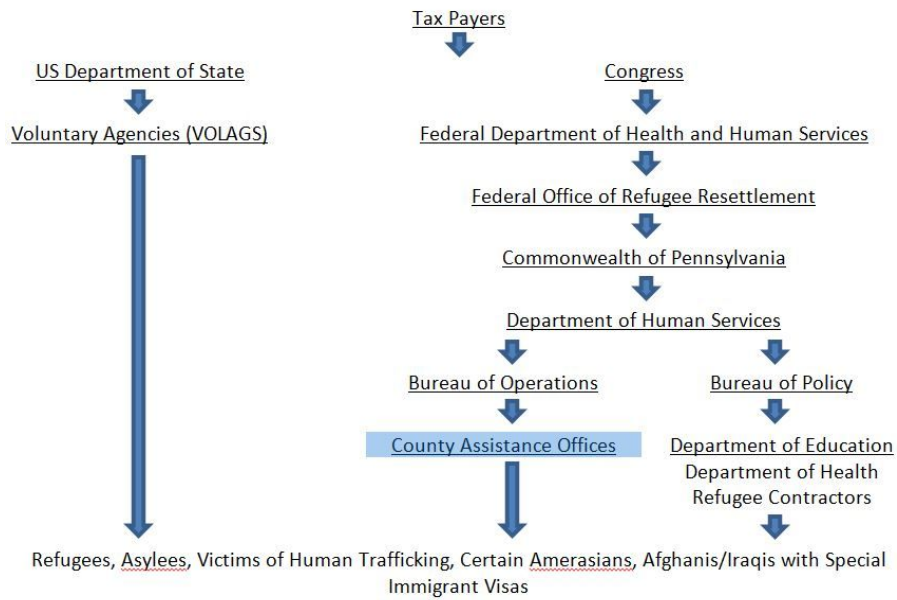 Tax Payers
US Department of State
Congress
Voluntary Agencies (VOLAGS)
Federal Department of Health and Human Services
Federal Office of Refugee Resettlement
Commonwealth of Pennsylvania
Department of Human Services
Bureau of Operations
Bureau of Policy
County Assistance Offices
Department of Education
Department of Health
Refugee Contractors
Refugees, Asylees, Victims of Human Trafficking, Certain Amerasians, Afghanis/Iraqis with Special
Immigrant Visas